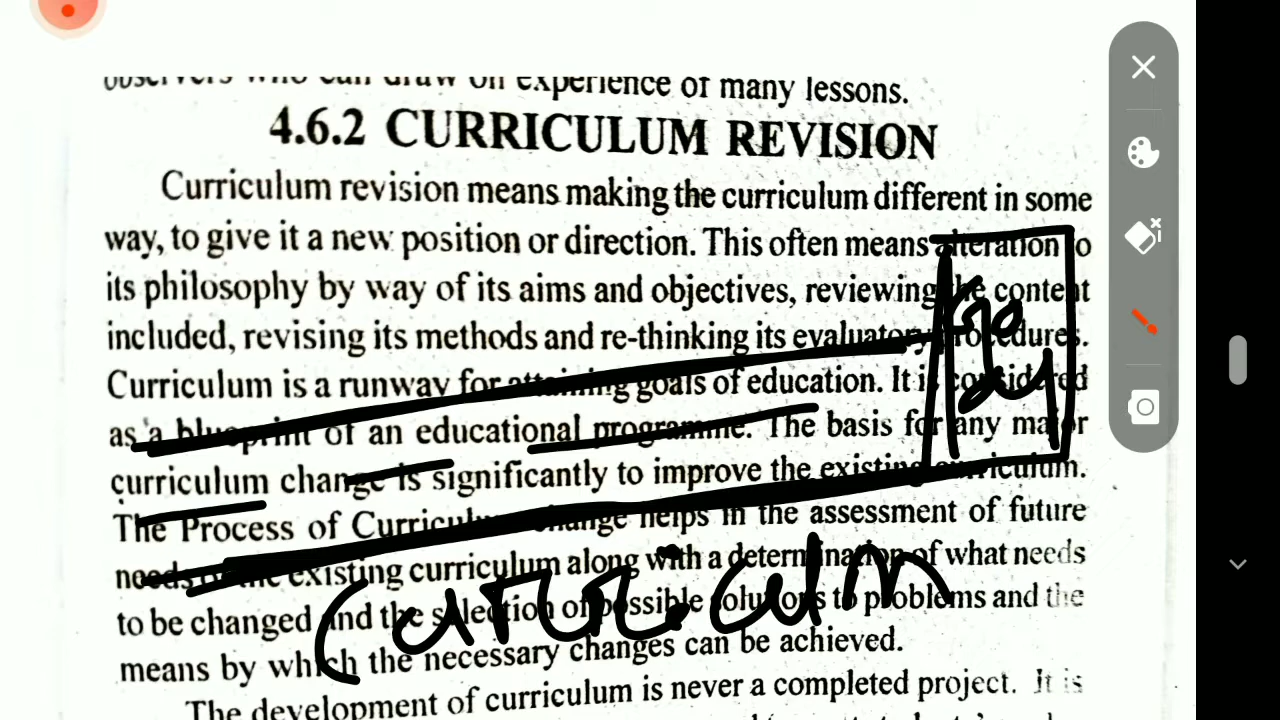 observers who can draw on experience of many lessons.
4.6.2 CURRICULUM REVISION
Curriculum revision means making the curriculum different in some
way, to give it a new position or direction. This often means alteration to
its philosophy by way of its aims and objectives, reviewing the content
included, revising its methods and re-thinking its evaluatory procedures.
Curriculum is a runway for attaining goals of education. It is considered
as a blueprint of an educational programme. The basis for any major
curriculum change is significantly to improve the existing curriculum.
The Process of Curriculum change helps in the assessment of future
needs of the existing curriculum along with a determination of what needs
to be changed and the selection of possible solutions to problems and the
means by which the necessary changes can be achieved.
The development of curriculum is never a completed project. It is